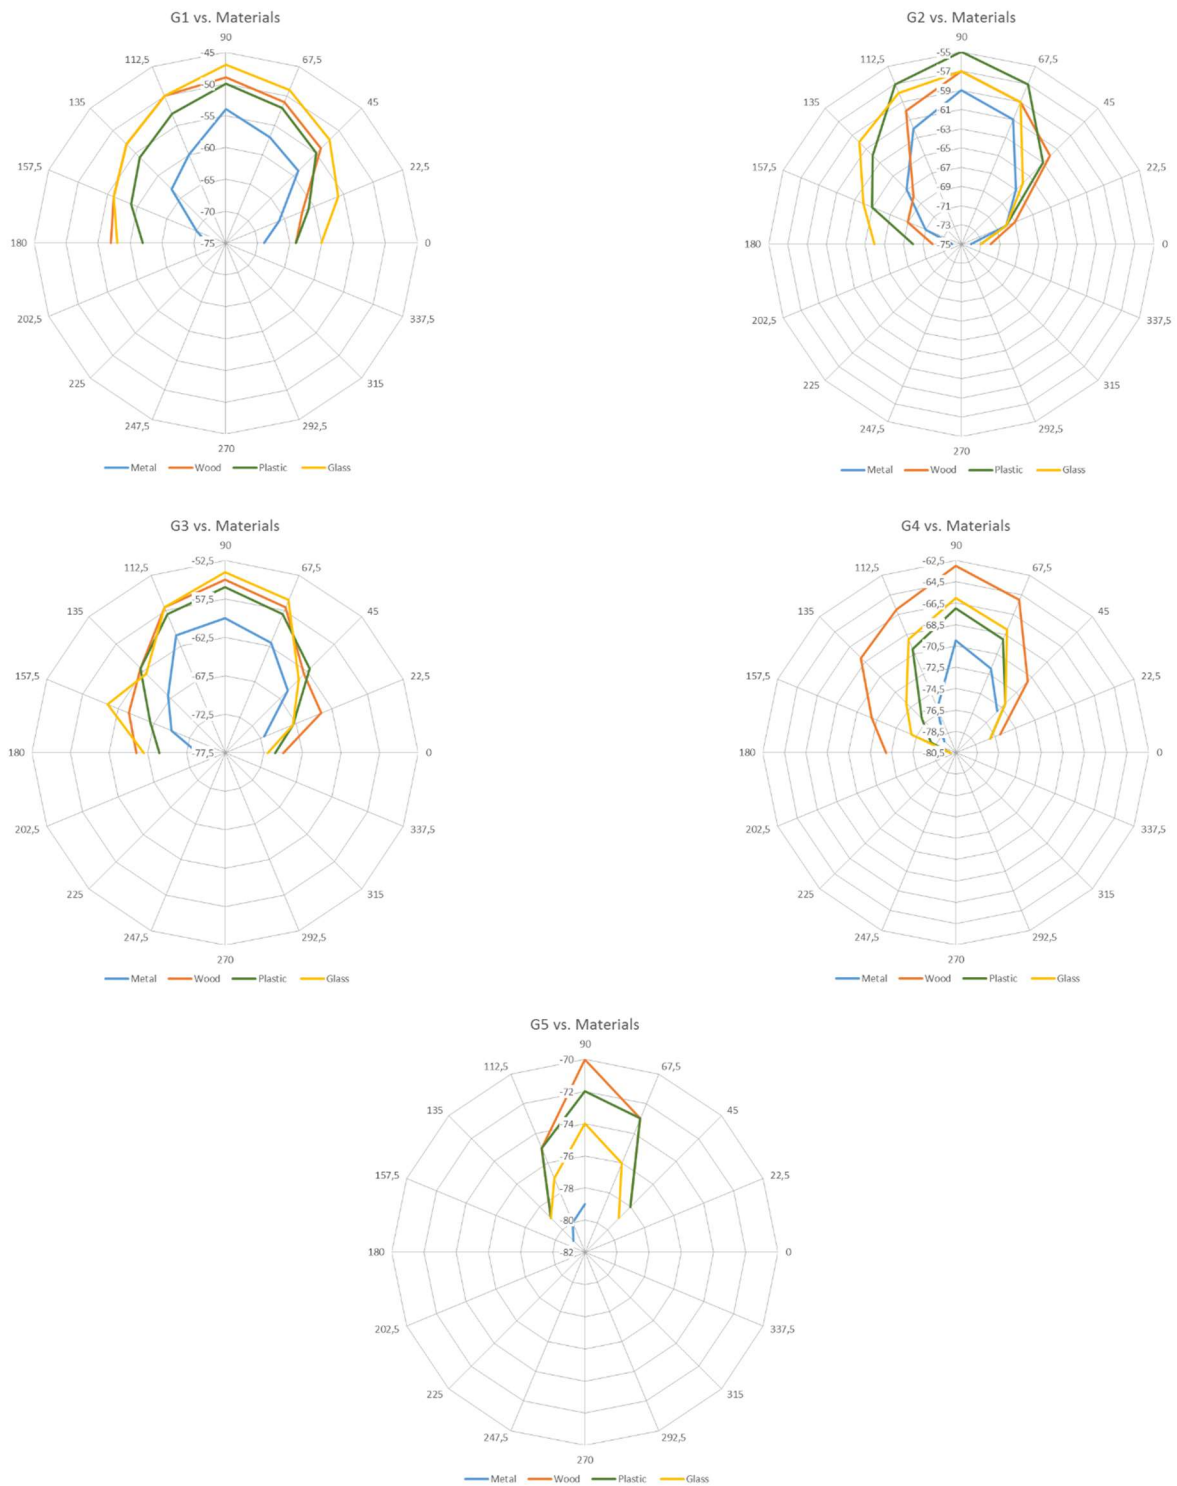 G1 vs. Materials
90
112,5 -45 67,5
-50
135 45
-55
-60
157,5 22,5
-65
-70
180 -75 0
202,5 337,5
225 315
247,5 292,5
270
Metal Wood Plastic Glass
G2 vs. Materials
90
112,5 -55 67,5
-57
-59
135 45
-61
-63
-65
157,5 22,5
-67
-69
-71
-73
180 -75 0
202,5 337,5
225 315
247,5 292,5
270
Metal Wood Plastic Glass
G3 vs. Materials
90
112,5 -52,5 67,5
-57,5
135 45
-62,5
157,5 -67,5 22,5
-72,5
180 -77,5 0
202,5 337,5
225 315
247,5 292,5
270
Metal Wood Plastic Glass
G4 vs. Materials
90
112,5 -62,5 67,5
-64,5
135 -66,5 45
-68,5
-70,5
157,5 -72,5 22,5
-74,5
-76,5
-78,5
180 -80,5 0
202,5 337,5
225 315
247,5 292,5
270
Metal Wood Plastic Glass
G5 vs. Materials
90
112,5 -70 67,5
-72
135 45
-74
-76
157,5 22,5
-78
-80
180 82 0
202,5 337,5
225 315
247,5 292,5
270
Metal Wood Plastic Glass